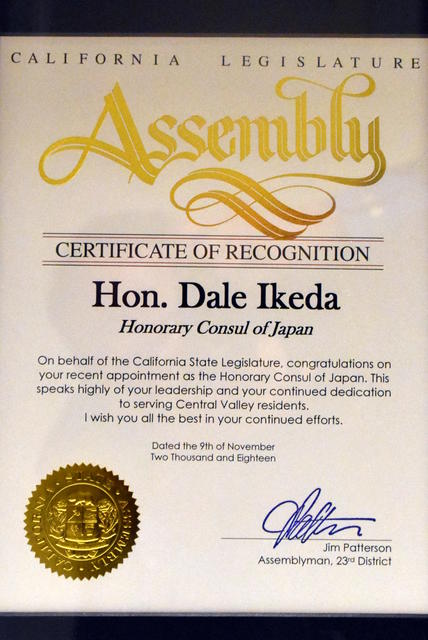 CALIFORNIA LEGISLATURE
Assembly
CERTIFICATE OF RECOGNITION
Hon. Dale Ikeda
Honorary Consul of Japan
On behalf of the California State Legislature, congratulations on
your recent appointment as the Honorary Consul of Japan. This
speaks highly of your leadership and your continued dedication
to serving Central Valley residents.
I wish you all the best in your continued efforts.
Dated the 9th of November
Two Thousand and Eighteen
Jim Patterson
Assemblyman, 23rd District
CALIFORNIA STATE ASSEMBLY